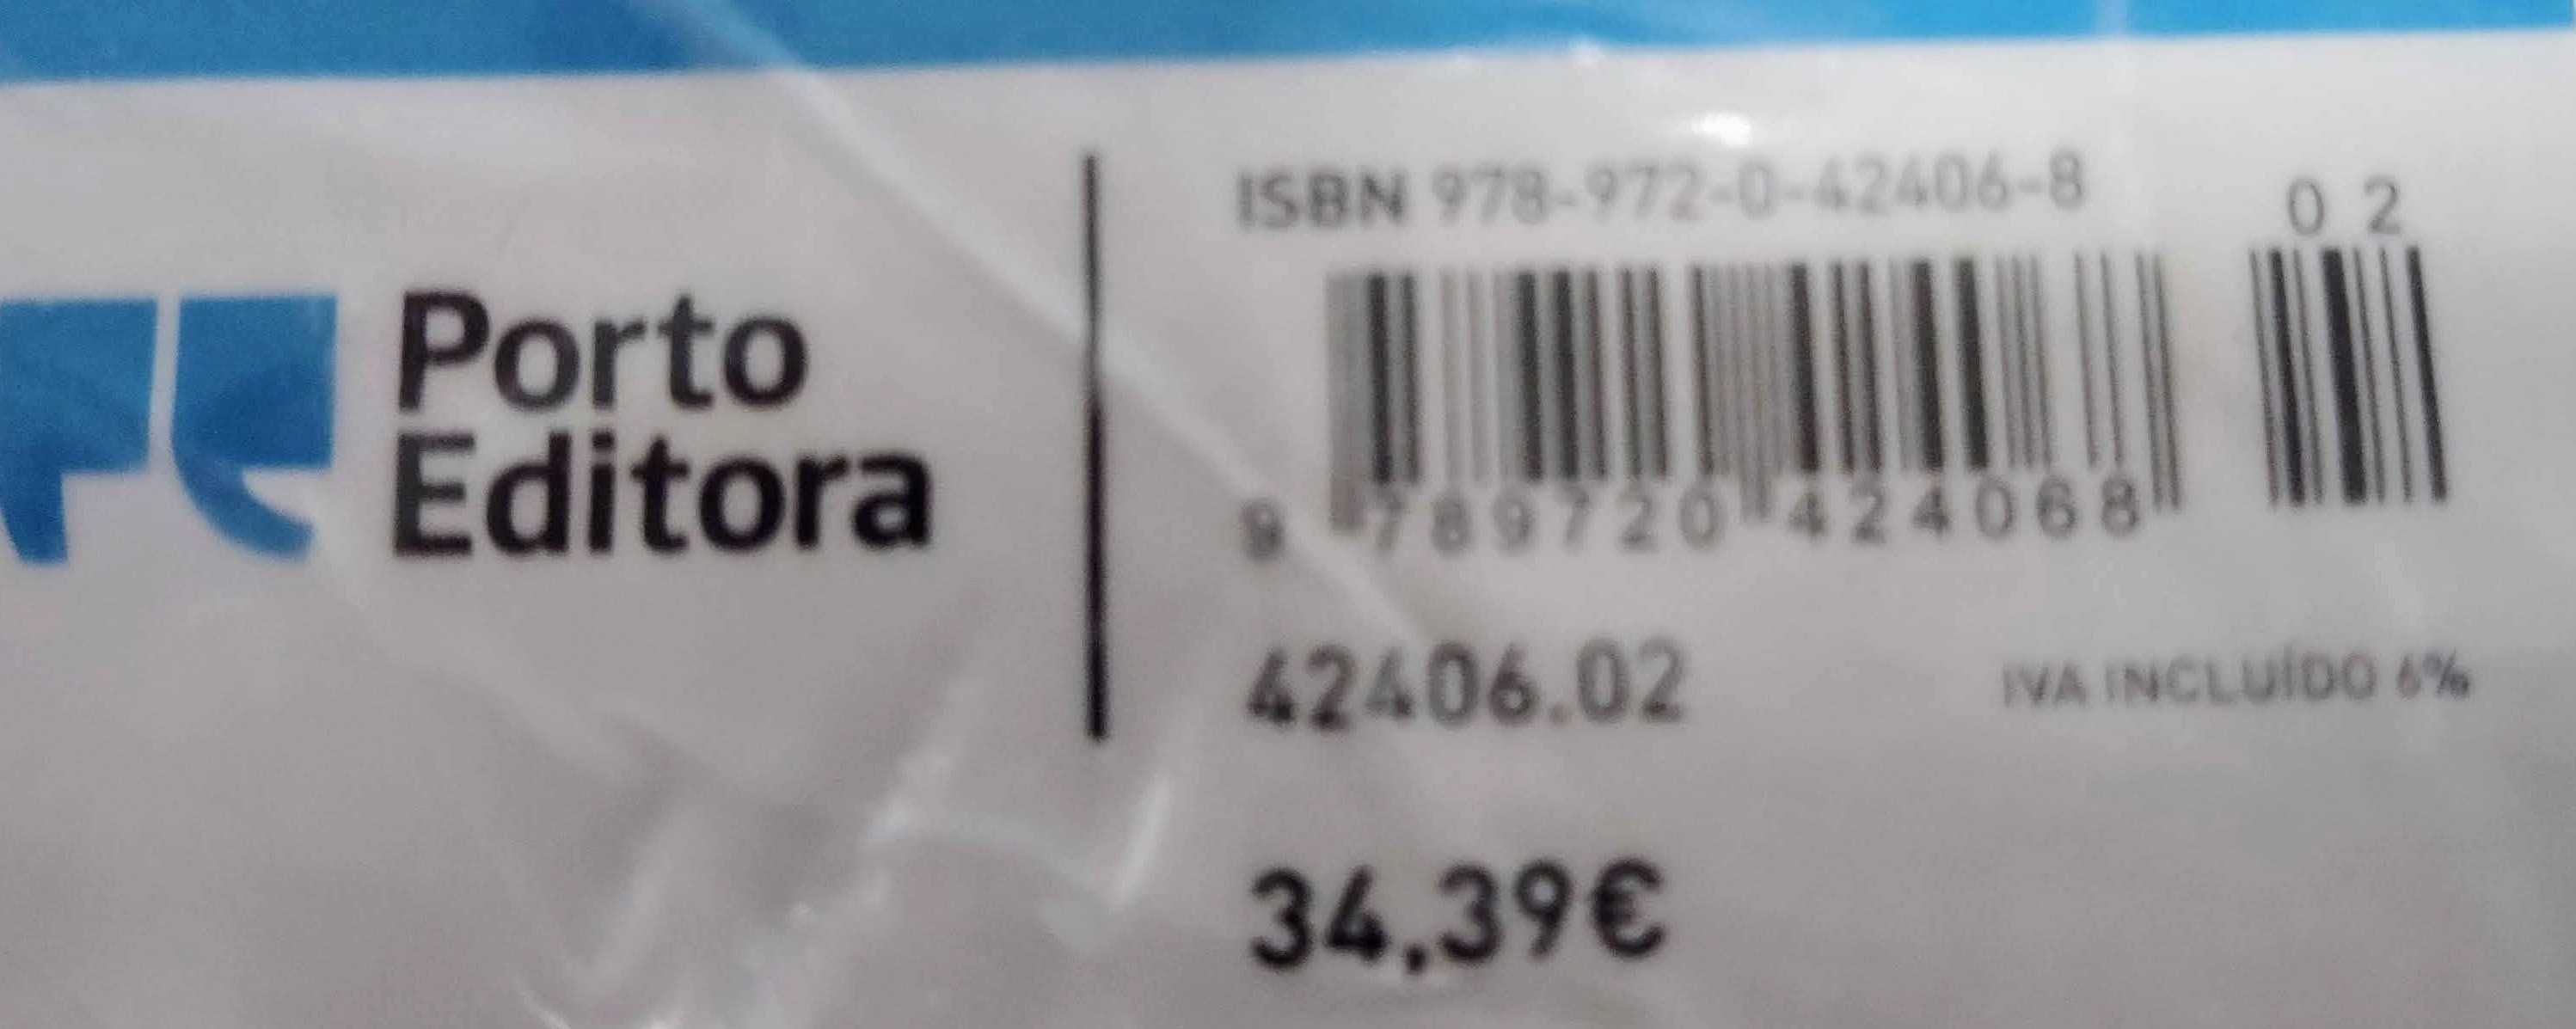 Porto
Editora
ISBN 978-972-0-42406-8
0 2
9 789720 424068
42406.02
IVA INCLUÍDO 6%
34,39€